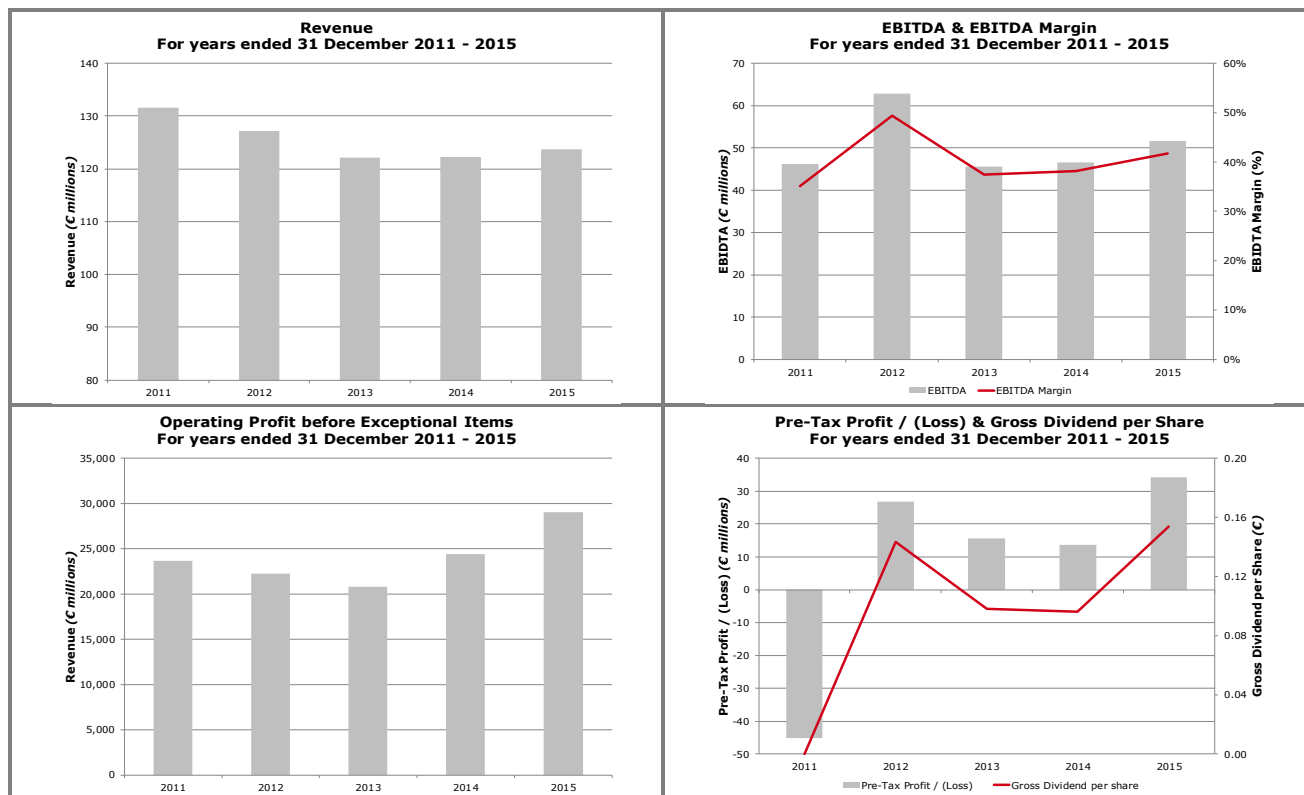 Revenue
For years ended 31 December 2011 - 2015
140
130
120
110
100
90
80
Revenue (€ millions)
2011 2012 2013 2014 2015
EBITDA & EBITDA Margin
For years ended 31 December 2011 - 2015
70
60
50
40
30
20
10
0
EBIDTA (€ millions)
60%
50%
40%
30%
20%
10%
0%
EBIDTA Margin (%)
2011 2012 2013 2014 2015
EBITDA EBITDA Margin
Operating Profit before Exceptional Items
For years ended 31 December 2011 - 2015
35,000
30,000
25,000
20,000
15,000
10,000
5,000
0
Revenue (€ millions)
2011 2012 2013 2014 2015
Pre-Tax Profit / (Loss) & Gross Dividend per Share
For years ended 31 December 2011 - 2015
40
30
20
10
0
-10
-20
-30
-40
-50
Pre-Tax Profit / (Loss) (€ millions)
0.20
0.16
0.12
0.08
0.04
0.00
Gross Dividend per Share (€)
2011 2012 2013 2014 2015
Pre-Tax Profit / (Loss) Gross Dividend per share